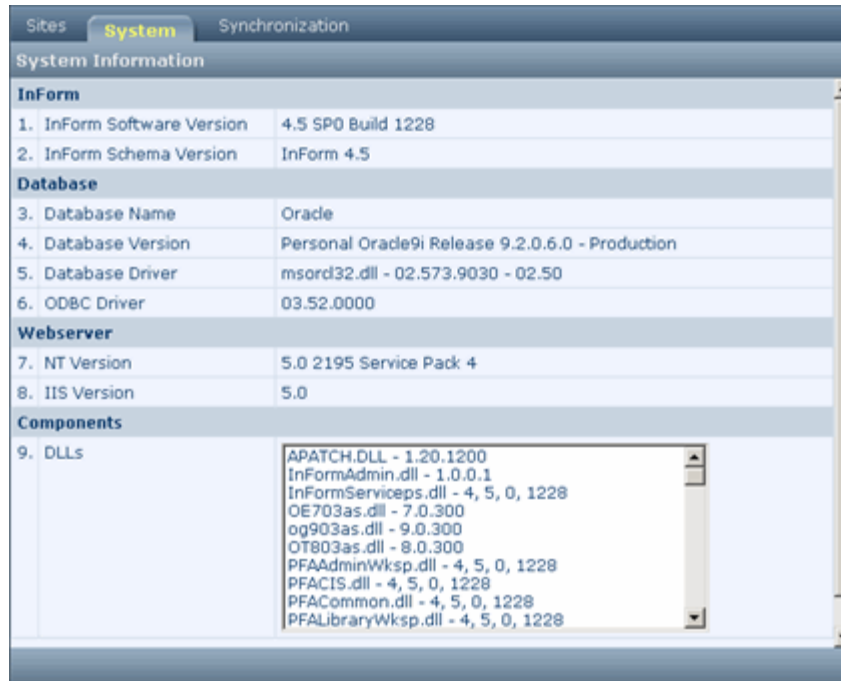 Sites System Synchronization
System Information
InForm
1. InForm Software Version 4.5 SP0 Build 1228
2. InForm Schema Version InForm 4.5
Database
3. Database Name Oracle
4. Database Version Personal Oracle9i Release 9.2.0.6.0 - Production
5. Database Driver msorcl32.dll - 02.573.9030 - 02.50
6. ODBC Driver 03.52.0000
Webserver
7. NT Version 5.0 2195 Service Pack 4
8. IIS Version 5.0
Components
9. DLLs APATCH.DLL - 1.20.1200
InFormAdmin.dll - 1.0.0.1
InFormServiceps.dll - 4, 5, 0, 1228
OE703as.dll - 7.0.300
og903as.dll - 9.0.300
OT803as.dll - 8.0.300
PFAAdminWksp.dll - 4, 5, 0, 1228
PFACIS.dll - 4, 5, 0, 1228
PFACommon.dll - 4, 5, 0, 1228
PFALibraryWksp.dll - 4, 5, 0, 1228